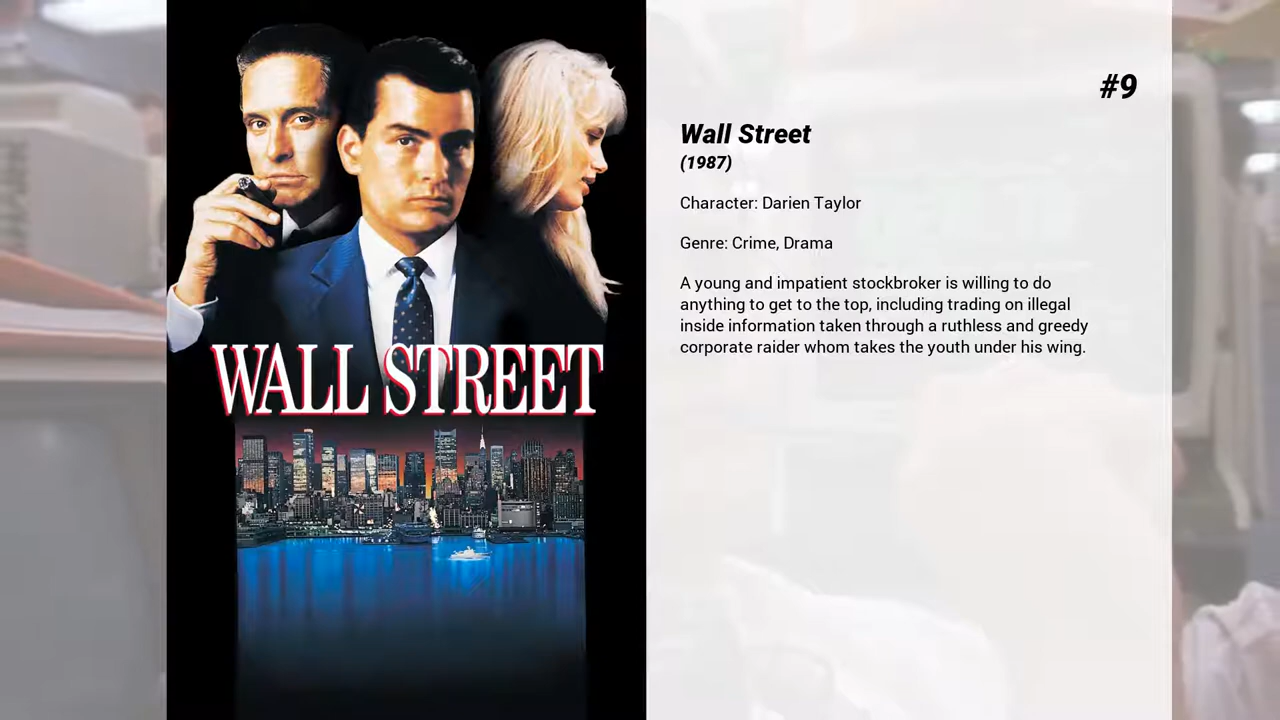 WALL STREET
#9
Wall Street
(1987)
Character: Darien Taylor
Genre: Crime, Drama
A young and impatient stockbroker is willing to do
anything to get to the top, including trading on illegal
inside information taken through a ruthless and greedy
corporate raider whom takes the youth under his wing.